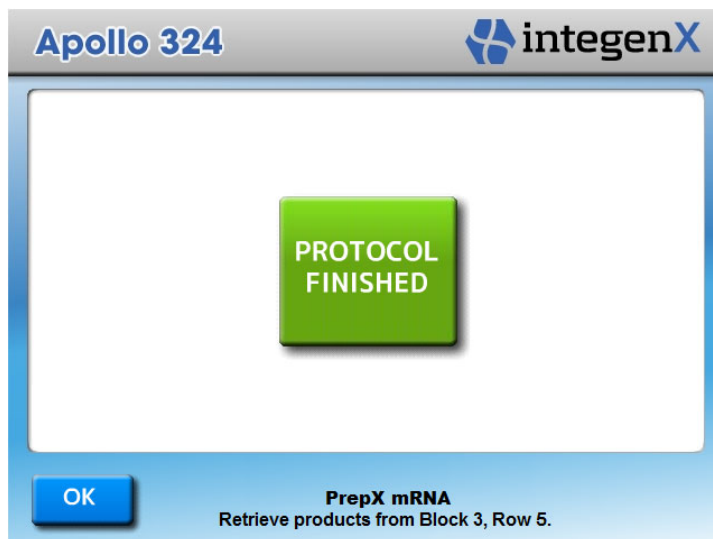 Apollo 324
integenX
PROTOCOL
FINISHED
OK
PrepX mRNA
Retrieve products from Block 3, Row 5.